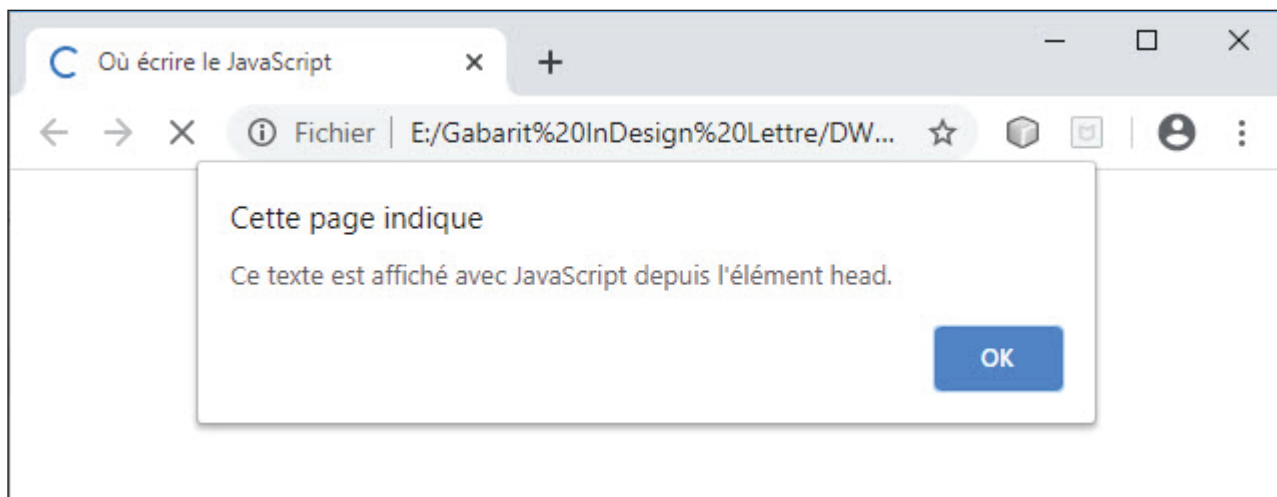 Où écrire le JavaScript
Fichier | E:/Gabarit%20InDesign%20Lettre/DW...
Cette page indique
Ce texte est affiché avec JavaScript depuis l'élément head.
OK